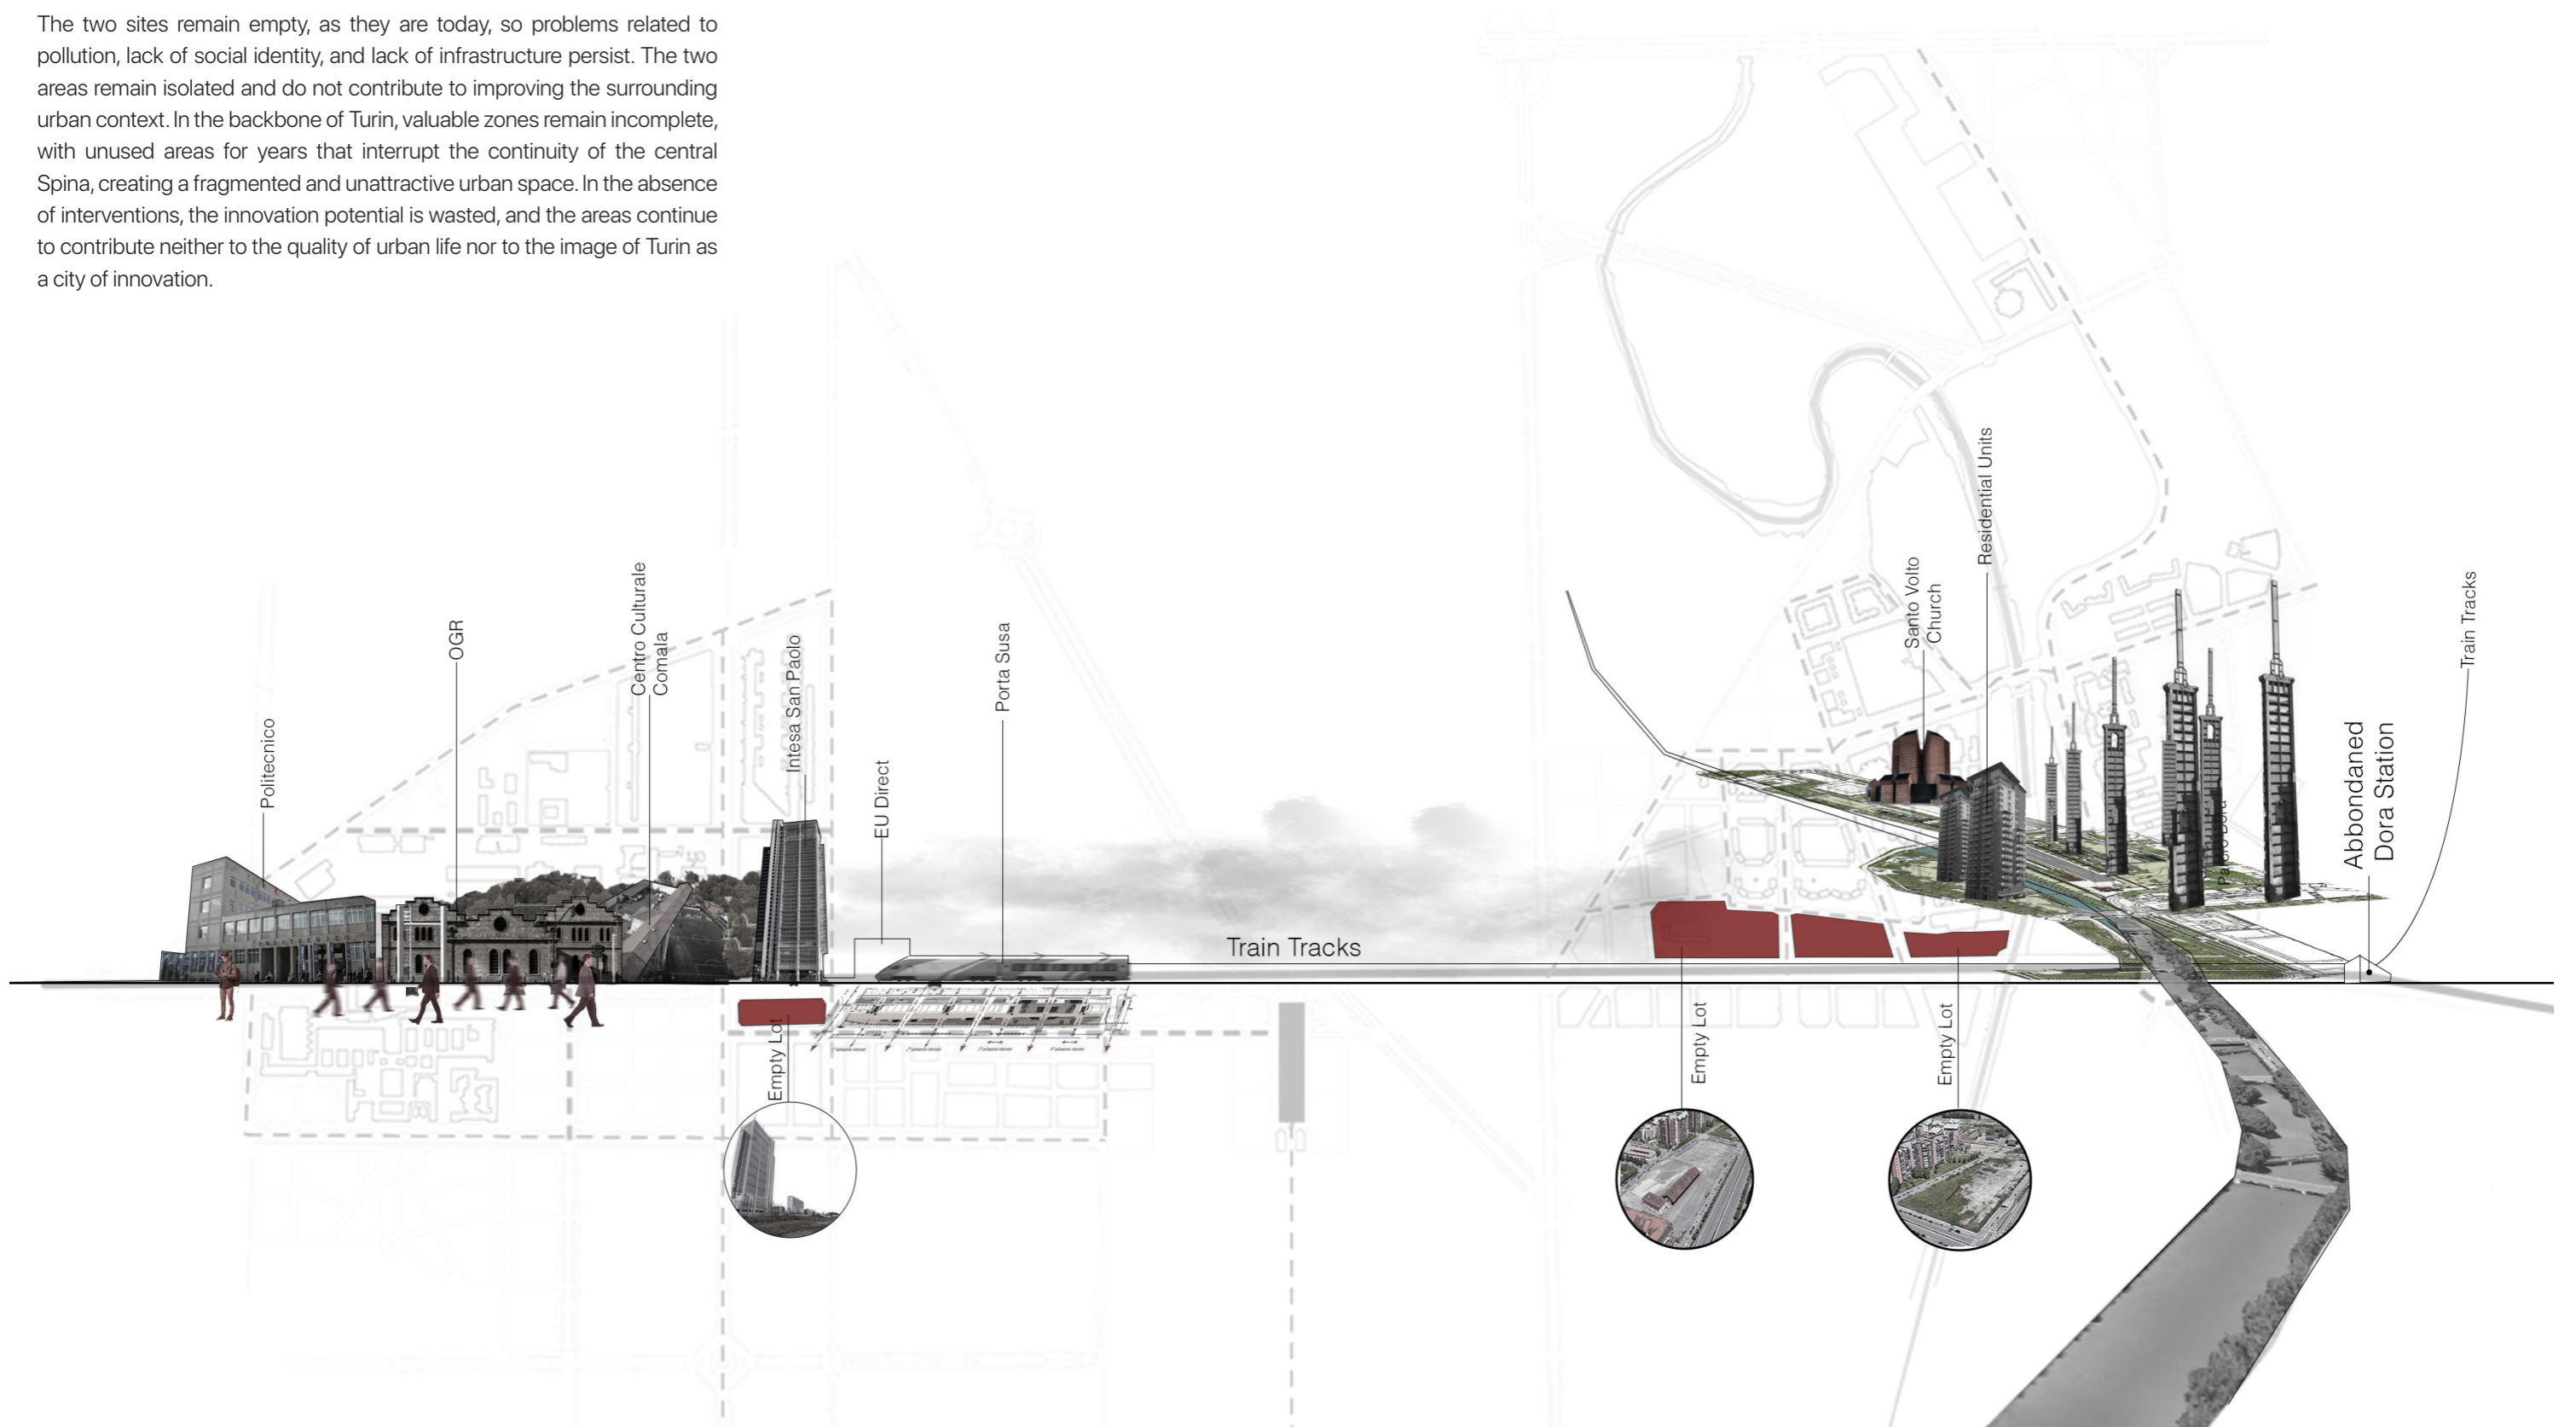 The two sites remain empty, as they are today, so problems related to
pollution, lack of social identity, and lack of infrastructure persist. The two
areas remain isolated and do not contribute to improving the surrounding
urban context. In the backbone of Turin, valuable zones remain incomplete,
with unused areas for years that interrupt the continuity of the central
Spina, creating a fragmented and unattractive urban space. In the absence
of interventions, the innovation potential is wasted, and the areas continue
to contribute neither to the quality of urban life nor to the image of Turin as
a city of innovation.
Politecnico
OGR
Centro Culturale
Comala
Intesa San Paolo
EU Direct
Porta Susa
Train Tracks
Santo Volto
Church
Residential Units
Abbondaned
Dora Station
Train Tracks
Empty Lot
Empty Lot
Empty Lot